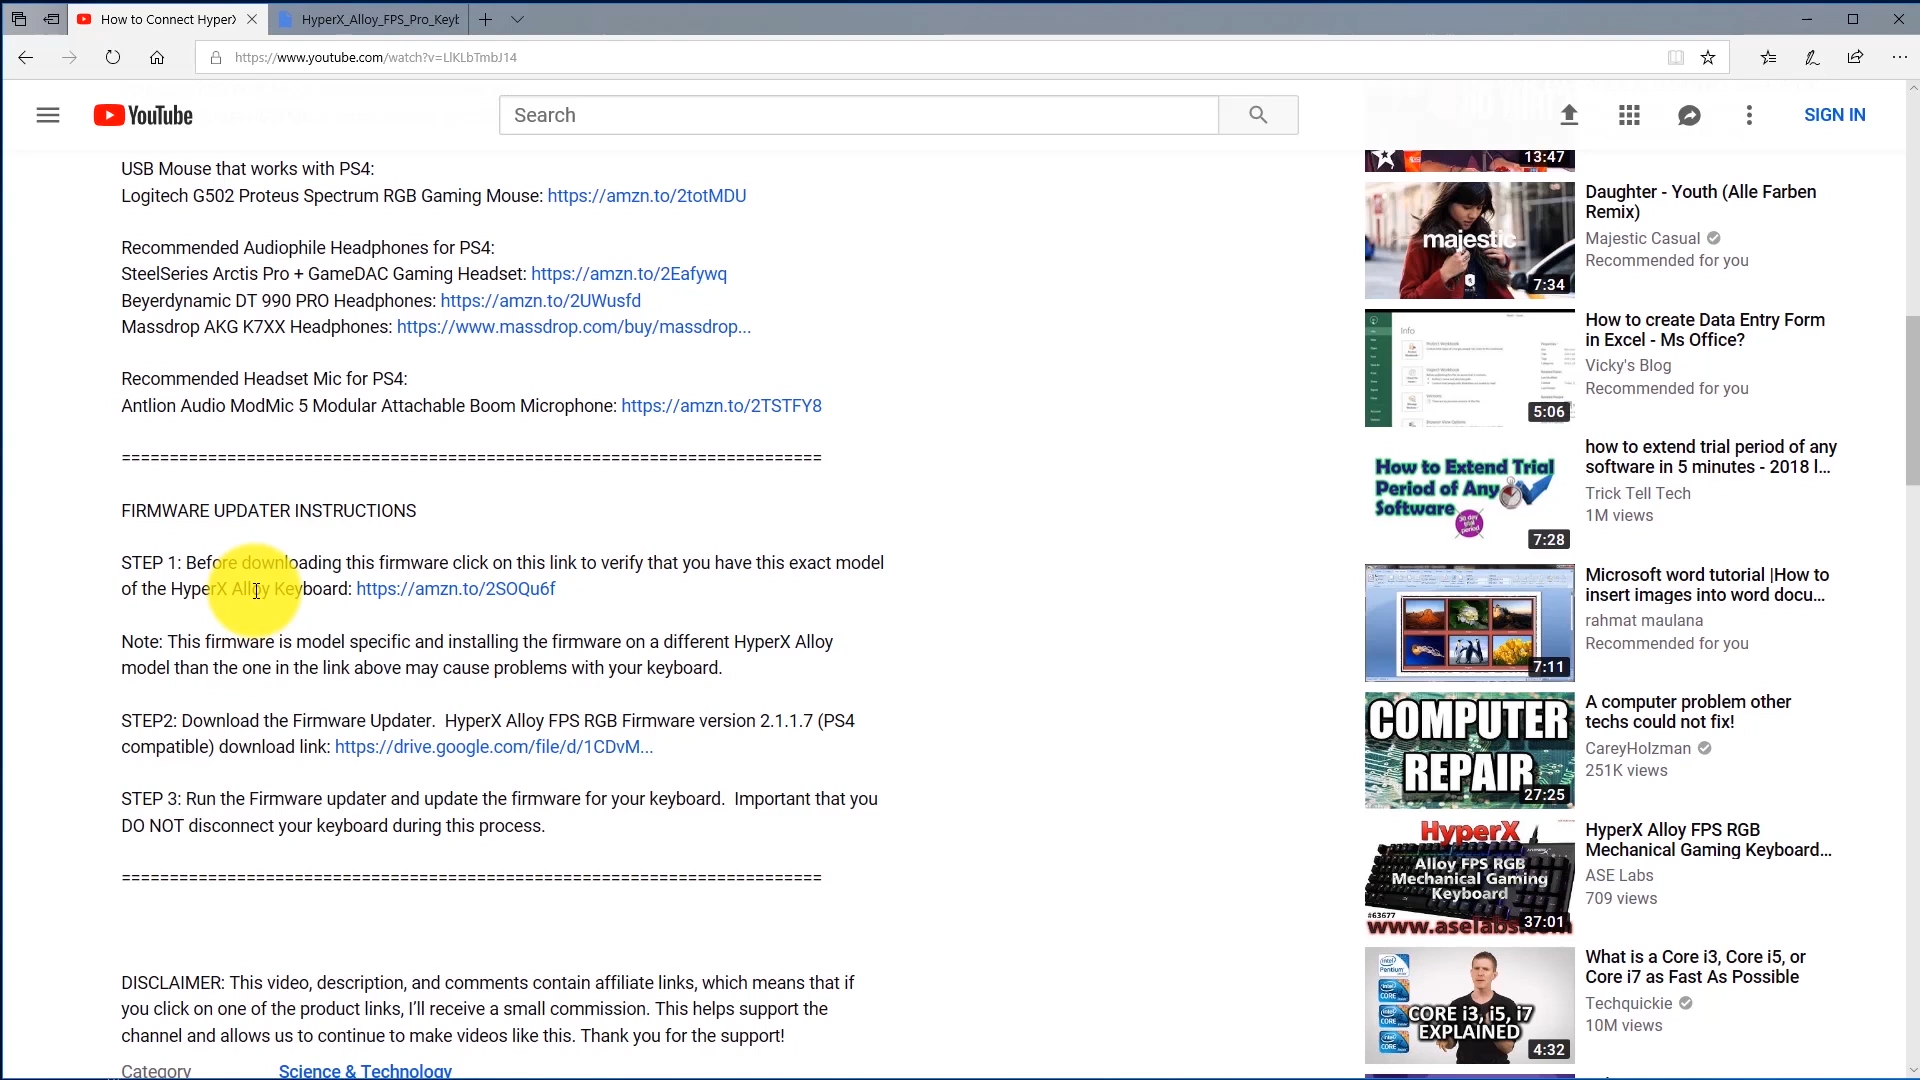 How to Connect HyperX
HyperX_Alloy_FPS_Pro_Keyb
https://www.youtube.com/watch?v=LlKLbTmbJ14
YouTube
Search
SIGN IN
USB Mouse that works with PS4:
Logitech G502 Proteus Spectrum RGB Gaming Mouse: https://amzn.to/2totMDU
Recommended Audiophile Headphones for PS4:
SteelSeries Arctis Pro + GameDAC Gaming Headset: https://amzn.to/2Eafywq
Beyerdynamic DT 990 PRO Headphones: https://amzn.to/2UWusfd
Massdrop AKG K7XX Headphones: https://www.massdrop.com/buy/massdrop...
Recommended Headset Mic for PS4:
Antlion Audio ModMic 5 Modular Attachable Boom Microphone: https://amzn.to/2TSTFY8
=========================================================================
FIRMWARE UPDATER INSTRUCTIONS
STEP 1: Before downloading this firmware click on this link to verify that you have this exact model
of the HyperX Alloy Keyboard: https://amzn.to/2SOQu6f
Note: This firmware is model specific and installing the firmware on a different HyperX Alloy
model than the one in the link above may cause problems with your keyboard.
STEP2: Download the Firmware Updater.  HyperX Alloy FPS RGB Firmware version 2.1.1.7 (PS4
compatible) download link: https://drive.google.com/file/d/1CDvM...
STEP 3: Run the Firmware updater and update the firmware for your keyboard.  Important that you
DO NOT disconnect your keyboard during this process.
=========================================================================
DISCLAIMER: This video, description, and comments contain affiliate links, which means that if
you click on one of the product links, I’ll receive a small commission. This helps support the
channel and allows us to continue to make videos like this. Thank you for the support!
Category
Science & Technology
13:47
majestic
7:34
Daughter - Youth (Alle Farben
Remix)
Majestic Casual
Recommended for you
Info
5:06
How to create Data Entry Form
in Excel - Ms Office?
Vicky's Blog
Recommended for you
How to Extend Trial
Period of Any
Software
30 day
trial
period
7:28
how to extend trial period of any
software in 5 minutes - 2018 l...
Trick Tell Tech
1M views
7:11
Microsoft word tutorial |How to
insert images into word docu...
rahmat maulana
Recommended for you
COMPUTER
REPAIR
27:25
A computer problem other
techs could not fix!
CareyHolzman
251K views
HyperX
Alloy FPS RGB
Mechanical Gaming
Keyboard
#63677
37:01
www.aselabs.com
HyperX Alloy FPS RGB
Mechanical Gaming Keyboard...
ASE Labs
709 views
intel
Pentium
CORE i3
CORE i5
CORE i7
CORE i3, i5, i7
EXPLAINED
4:32
What is a Core i3, Core i5, or
Core i7 as Fast As Possible
Techquickie
10M views